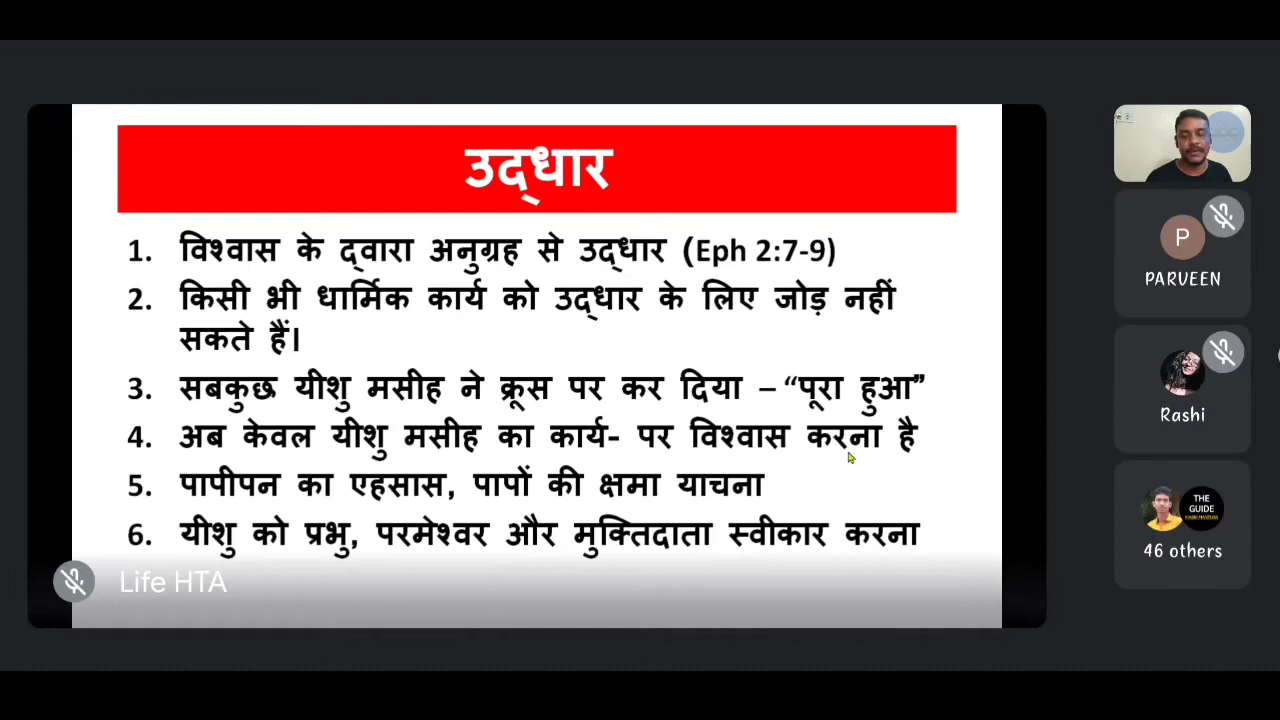 उद्धार
1. विश्वास के द्वारा अनुग्रह से उद्धार (Eph 2:7-9)
2. किसी भी धार्मिक कार्य को उद्धार के लिए जोड़ नहीं
सकते हैं।
3. सबकुछ यीशु मसीह ने क्रूस पर कर दिया – “पूरा हुआ”
4. अब केवल यीशु मसीह का कार्य- पर विश्वास करना है
5. पापीपन का एहसास, पापों की क्षमा याचना
6. यीशु को प्रभु, परमेश्वर और मुक्तिदाता स्वीकार करना
Life HTA
P
PARVEEN
Rashi
THE
GUIDE
46 others